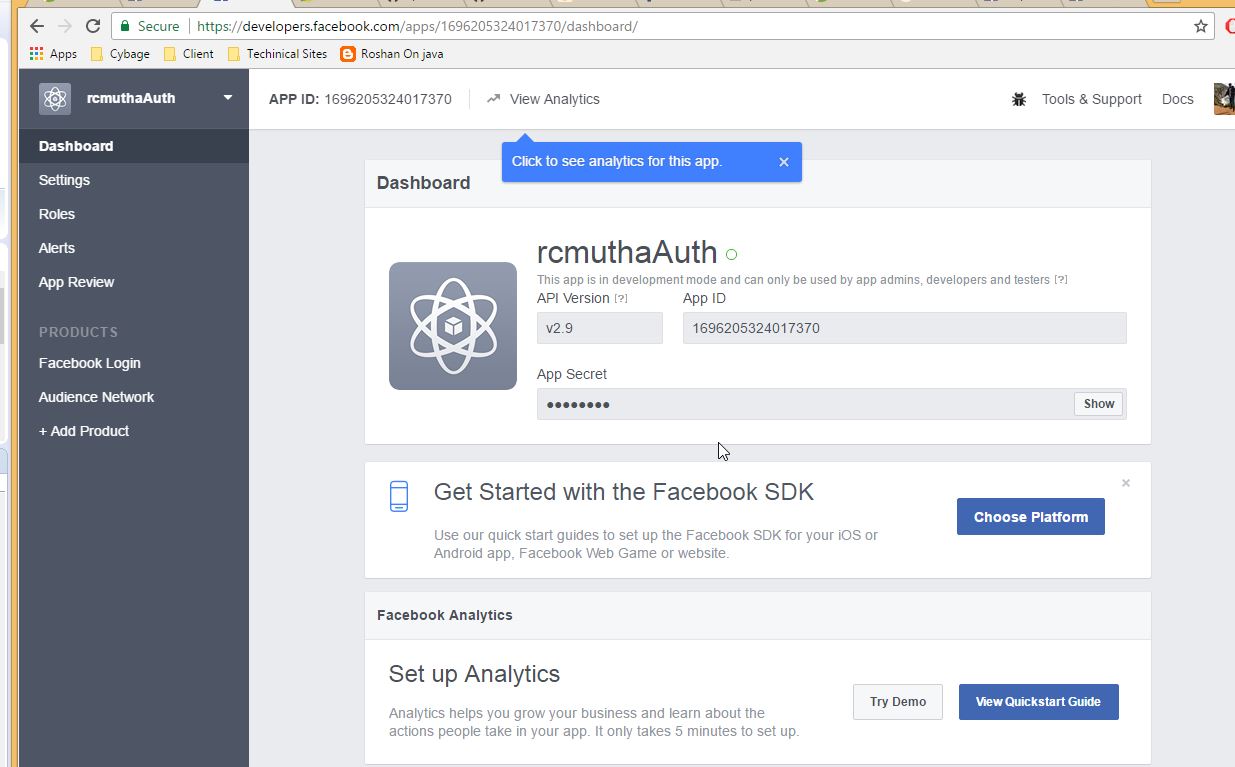 Secure https://developers.facebook.com/apps/1696205324017370/dashboard/
Apps Cybage Client Techinical Sites Roshan On java
rcmuthaAuth
APP ID: 1696205324017370 View Analytics Tools & Support Docs
Dashboard
Settings
Roles
Alerts
App Review
PRODUCTS
Facebook Login
Audience Network
+ Add Product
Click to see analytics for this app. ×
Dashboard
rcmuthaAuth
This app is in development mode and can only be used by app admins, developers and testers [?]
API Version [?] App ID
v2.9 1696205324017370
App Secret
●●●●●●●● Show
Get Started with the Facebook SDK
Use our quick start guides to set up the Facebook SDK for your iOS or
Android app, Facebook Web Game or website.
Choose Platform
Facebook Analytics
Set up Analytics
Analytics helps you grow your business and learn about the
actions people take in your app. It only takes 5 minutes to set up.
Try Demo View Quickstart Guide